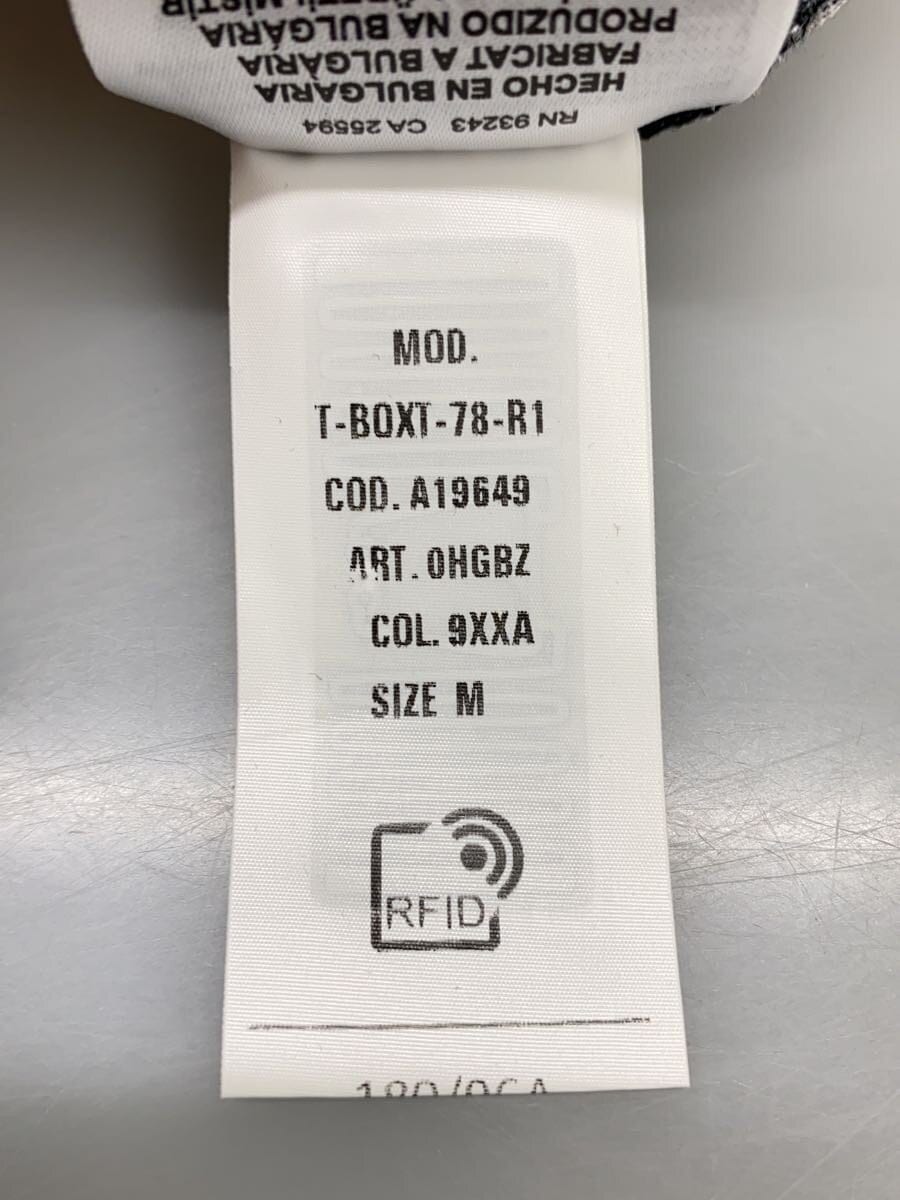 PRODUZIDO NA BULGÁRIA
FABRICAT A BULGÀRIA
HECHO EN BULGARIA
RN 93243 CA 25594
MOD.
T-BOXT-78-R1
COD. A19649
ART. 0HGBZ
COL. 9XXA
SIZE M
RFID